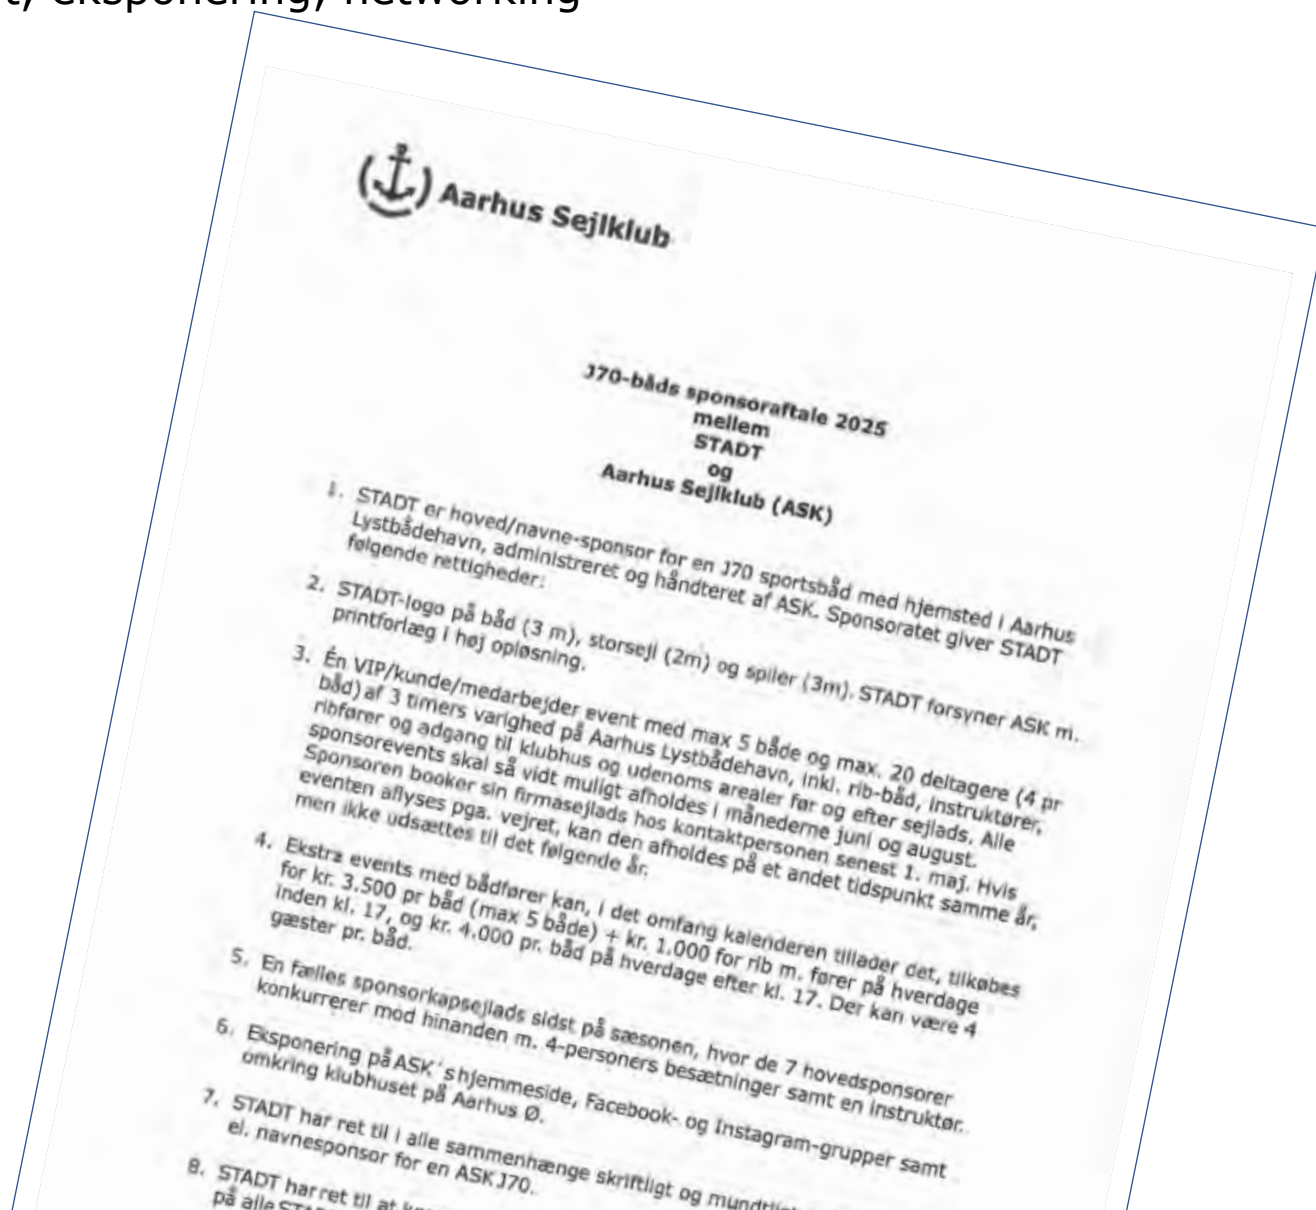 t, eksponering, networking
Aarhus Sejlklub
J70-båds sponsoraftale 2025
mellem
STADT
og
Aarhus Sejlklub (ASK)
1. STADT er hoved/navne-sponsor for en J70 sportsbåd med hjemsted i Aarhus
Lystbådehavn, administreret og håndteret af ASK. Sponsoratet giver STADT
følgende rettigheder:
2. STADT-logo på båd (3 m), storsejl (2m) og spiler (3m). STADT forsyner ASK m.
printforlæg i høj opløsning.
3. Én VIP/kunde/medarbejder event med max 5 både og max. 20 deltagere (4 pr
båd) af 3 timers varighed på Aarhus Lystbådehavn, inkl. rib-båd, instruktører,
ribfører og adgang til klubhus og udenoms arealer før og efter sejlads. Alle
sponsorevents skal så vidt muligt afholdes i månederne juni og august.
Sponsoren booker sin firmasejlads hos kontaktpersonen senest 1. maj. Hvis
eventen aflyses pga. vejret, kan den afholdes på et andet tidspunkt samme år,
men ikke udsættes til det følgende år.
4. Ekstra events med bådfører kan, i det omfang kalenderen tillader det, tilkøbes
for kr. 3.500 pr båd (max 5 både) + kr. 1.000 for rib m. fører på hverdage
inden kl. 17, og kr. 4.000 pr. båd på hverdage efter kl. 17. Der kan være 4
gæster pr. båd.
5. En fælles sponsorkapsejlads sidst på sæsonen, hvor de 7 hovedsponsorer
konkurrerer mod hinanden m. 4-personers besætninger samt en instruktør.
6. Eksponering på ASK´s hjemmeside, Facebook- og Instagram-grupper samt
omkring klubhuset på Aarhus Ø.
7. STADT har ret til i alle sammenhænge skriftligt og mundtligt
el. navnesponsor for en ASK J70.
8. STADT har ret til at
på alle